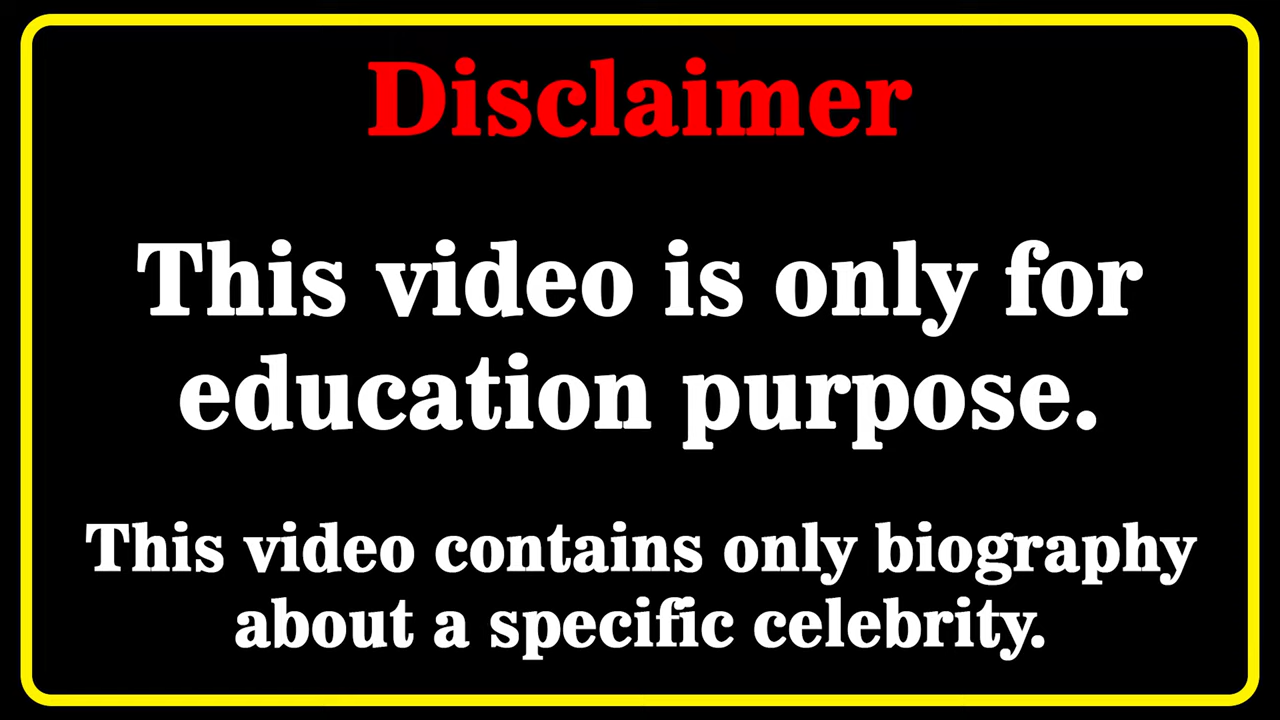 Disclaimer
This video is only for
education purpose.
This video contains only biography
about a specific celebrity.